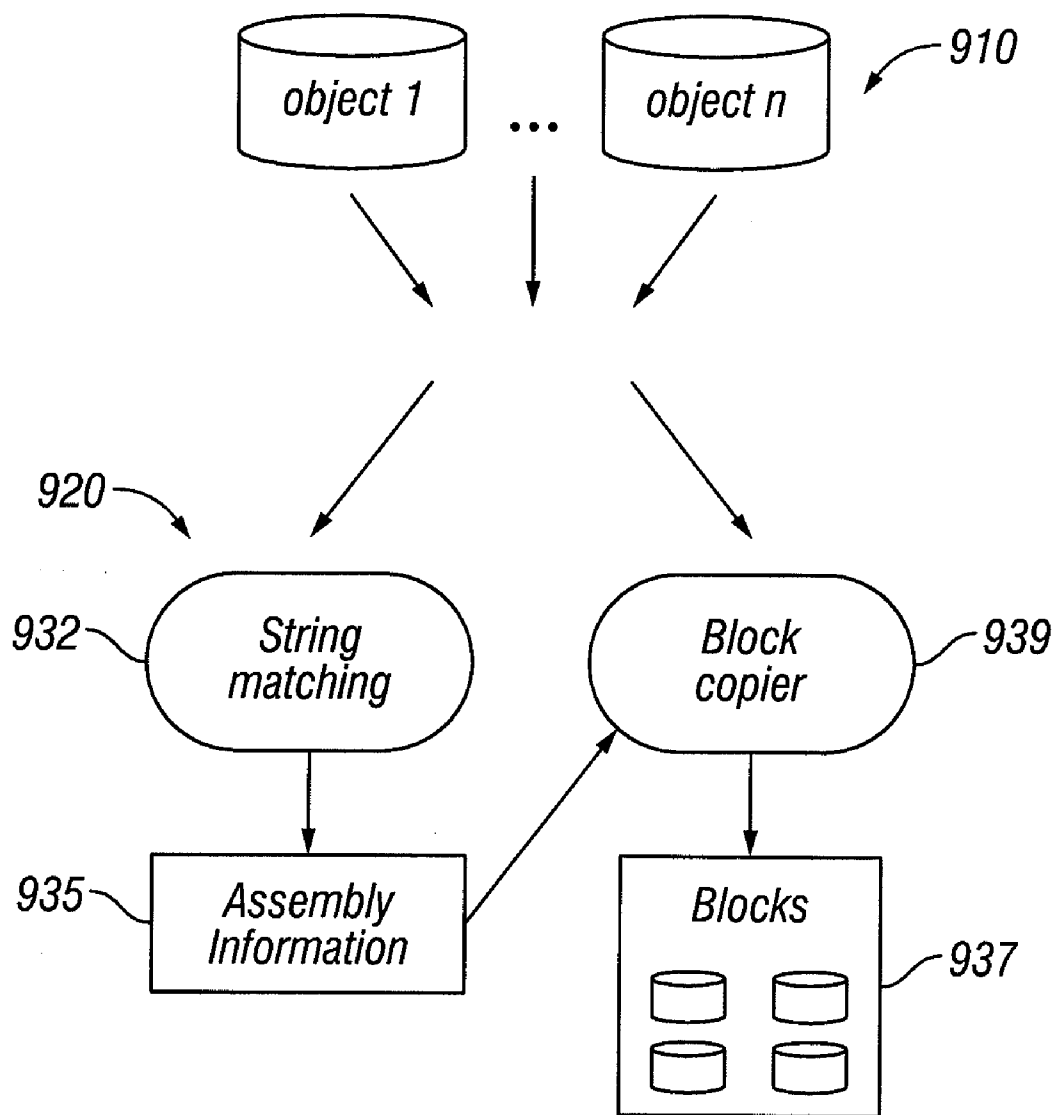 object 1
...
object n
910
920
932
String
matching
Block
copier
939
935
Assembly
Information
Blocks
937